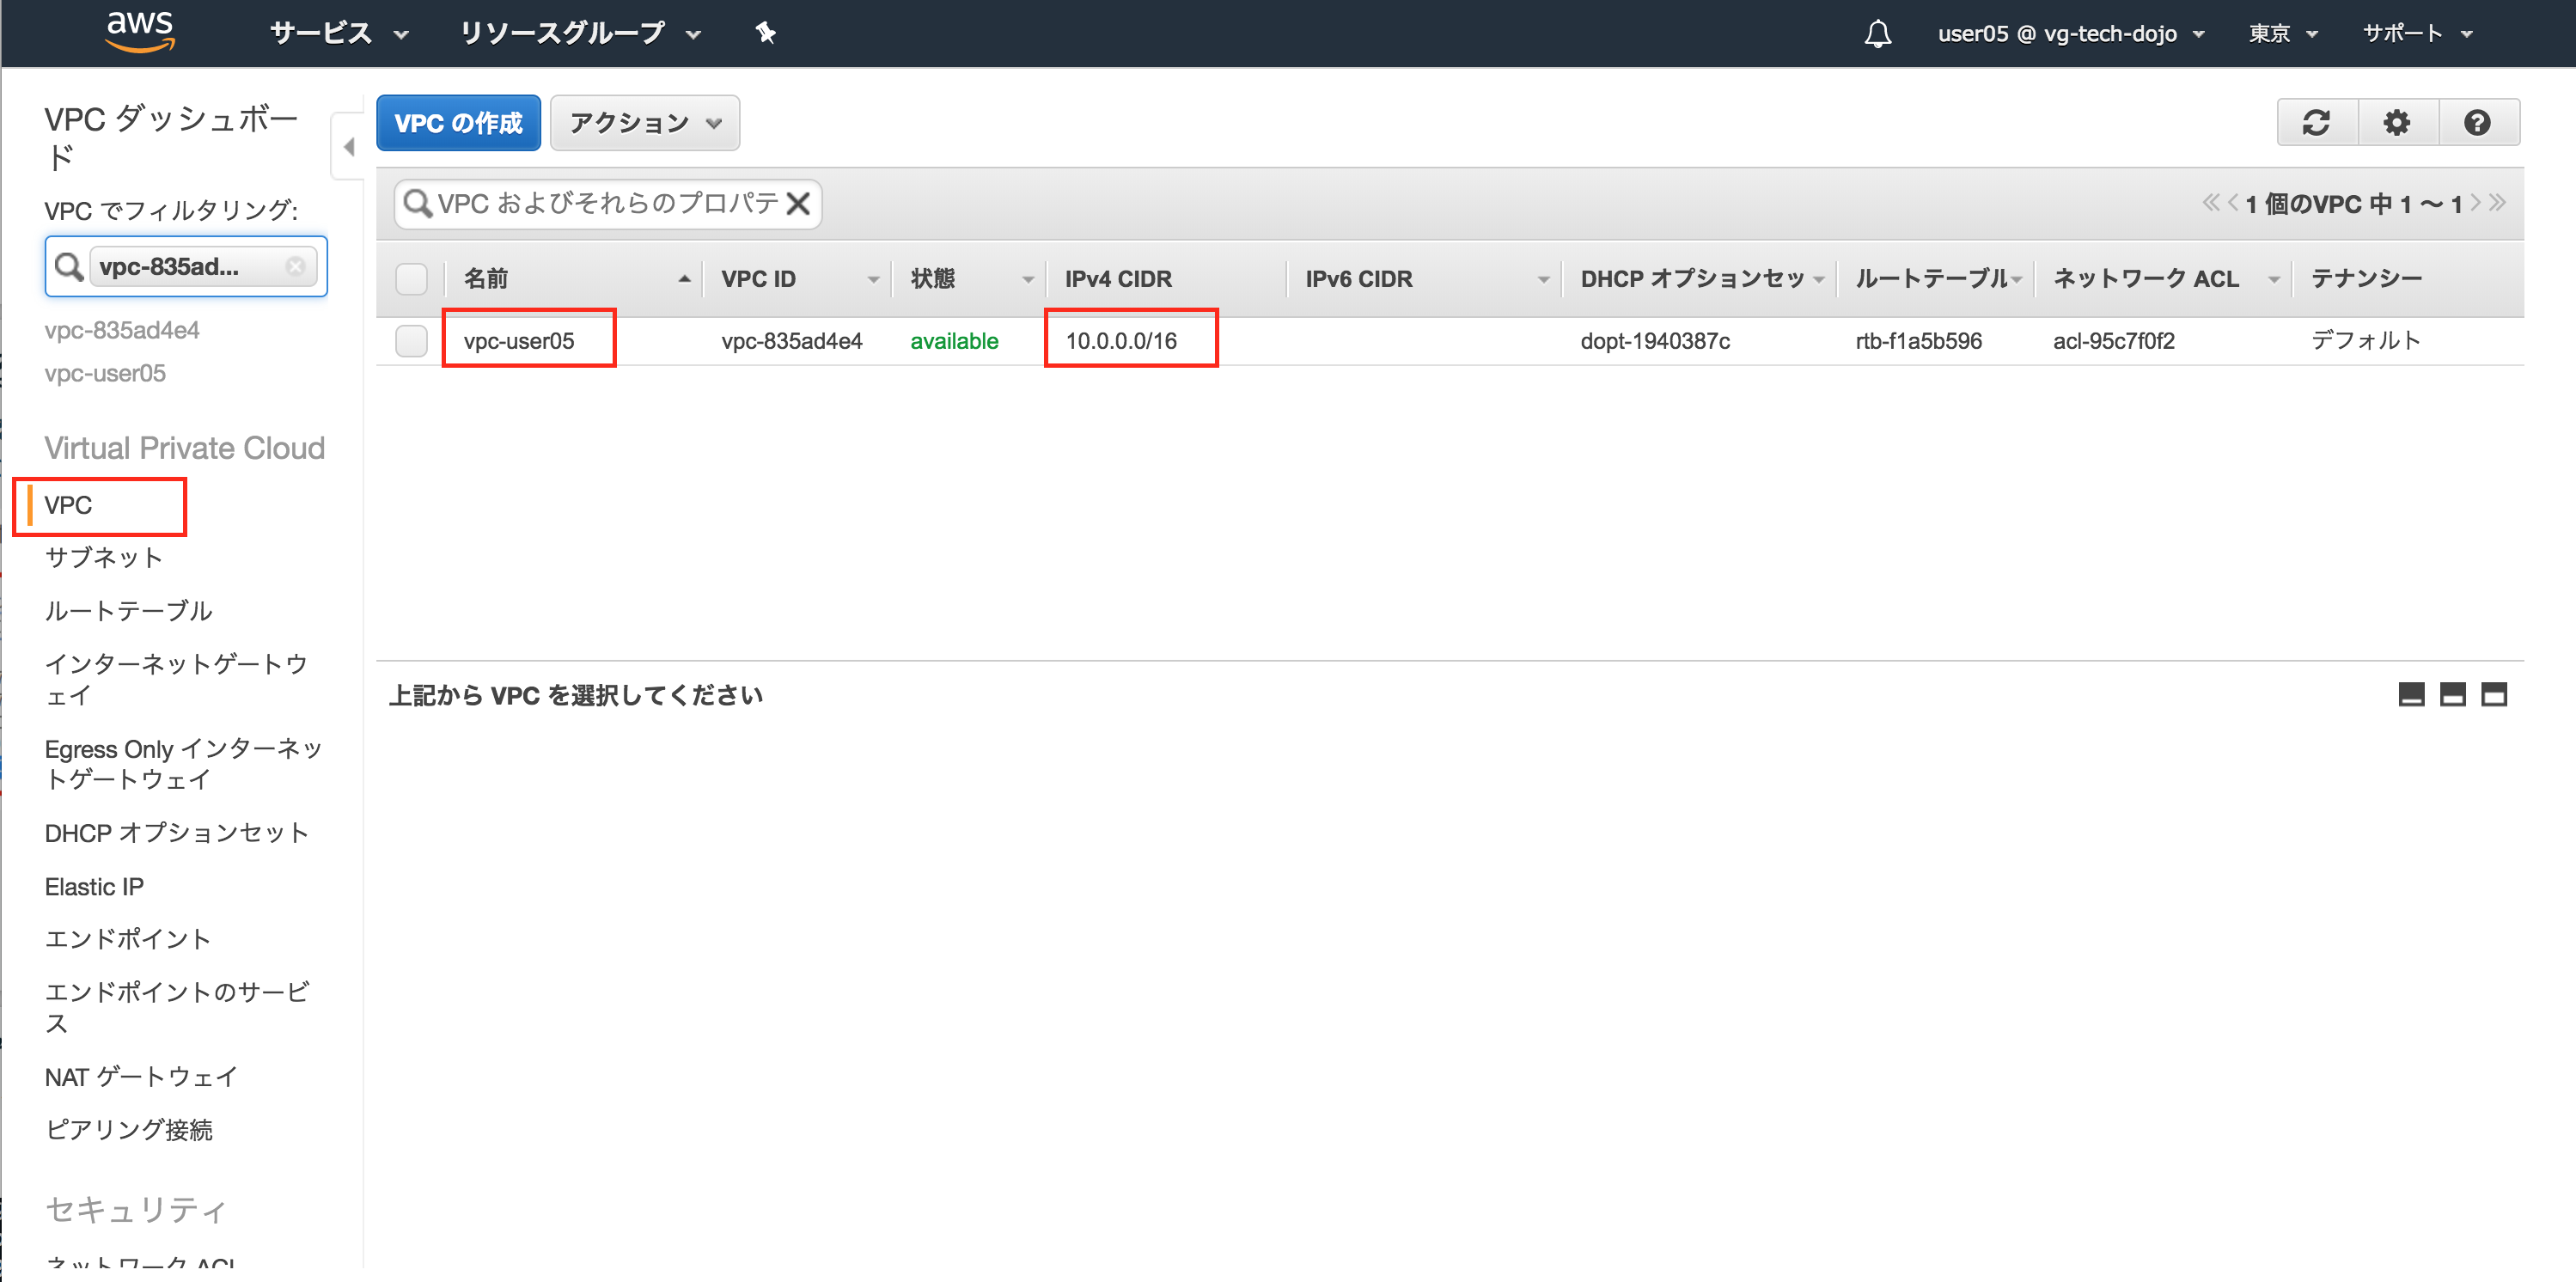 aws
サービス
リソースグループ
user05 @ vg-tech-dojo
東京
サポート
VPC ダッシュボー
ド
VPC でフィルタリング:
vpc-835ad...
vpc-835ad4e4
vpc-user05
Virtual Private Cloud
VPC
サブネット
ルートテーブル
インターネットゲートウ
ェイ
Egress Only インターネッ
トゲートウェイ
DHCP オプションセット
Elastic IP
エンドポイント
エンドポイントのサービ
ス
NAT ゲートウェイ
ピアリング接続
セキュリティ
ネットワーク ACL
VPC の作成
アクション
VPC およびそれらのプロパテ
1 個のVPC 中 1 〜 1
名前 VPC ID 状態 IPv4 CIDR IPv6 CIDR DHCP オプションセッ ルートテーブル ネットワーク ACL テナンシー
vpc-user05 vpc-835ad4e4 available 10.0.0.0/16 dopt-1940387c rtb-f1a5b596 acl-95c7f0f2 デフォルト
上記から VPC を選択してください